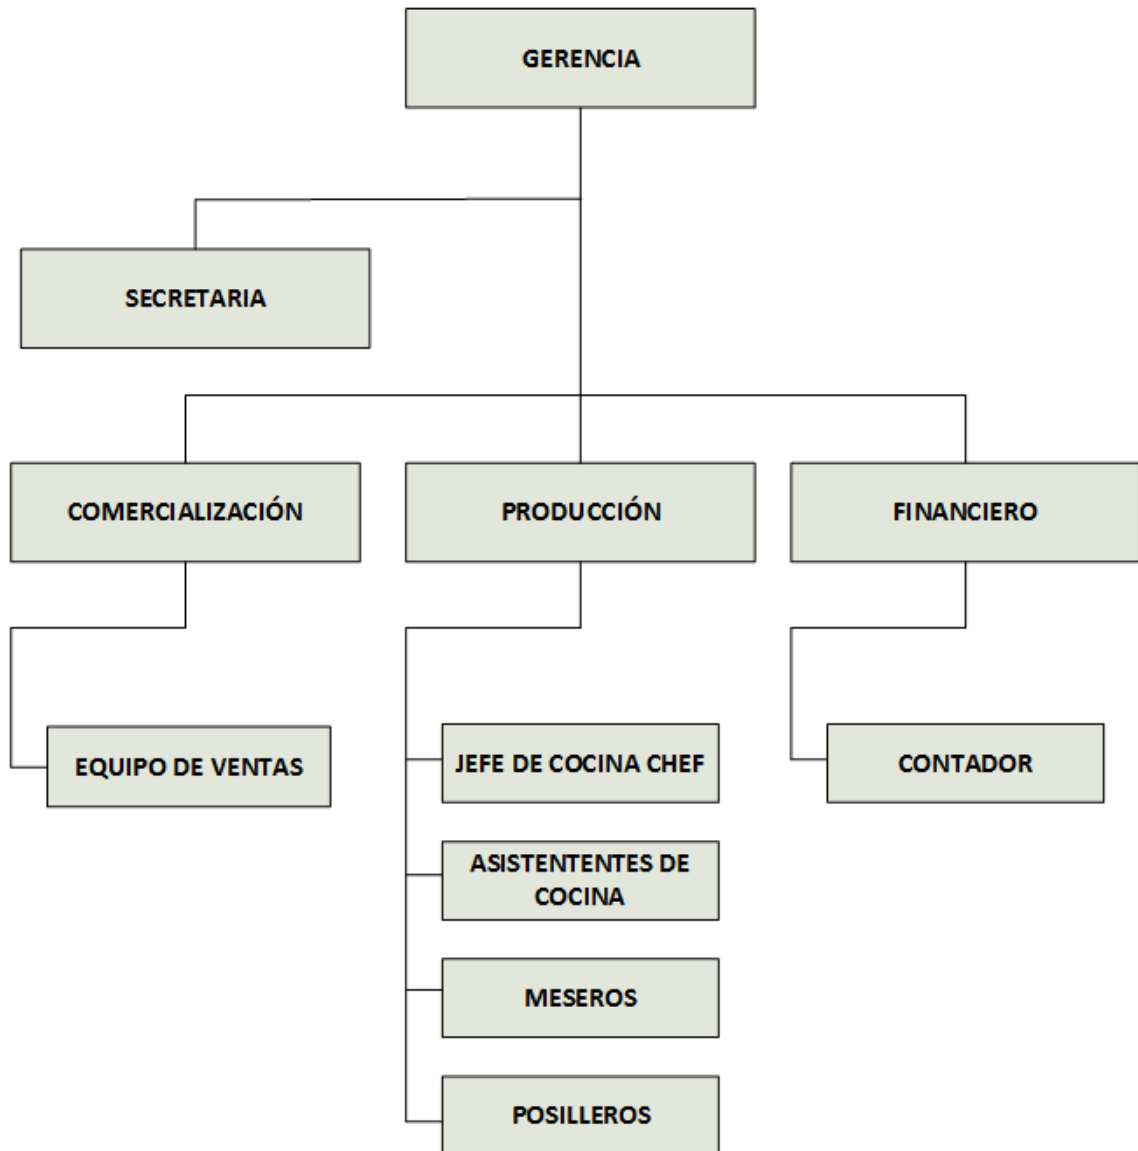 GERENCIA
SECRETARIA
COMERCIALIZACIÓN
PRODUCCIÓN
FINANCIERO
EQUIPO DE VENTAS
JEFE DE COCINA CHEF
CONTADOR
ASISTENTENTES DE
COCINA
MESEROS
POSILLEROS